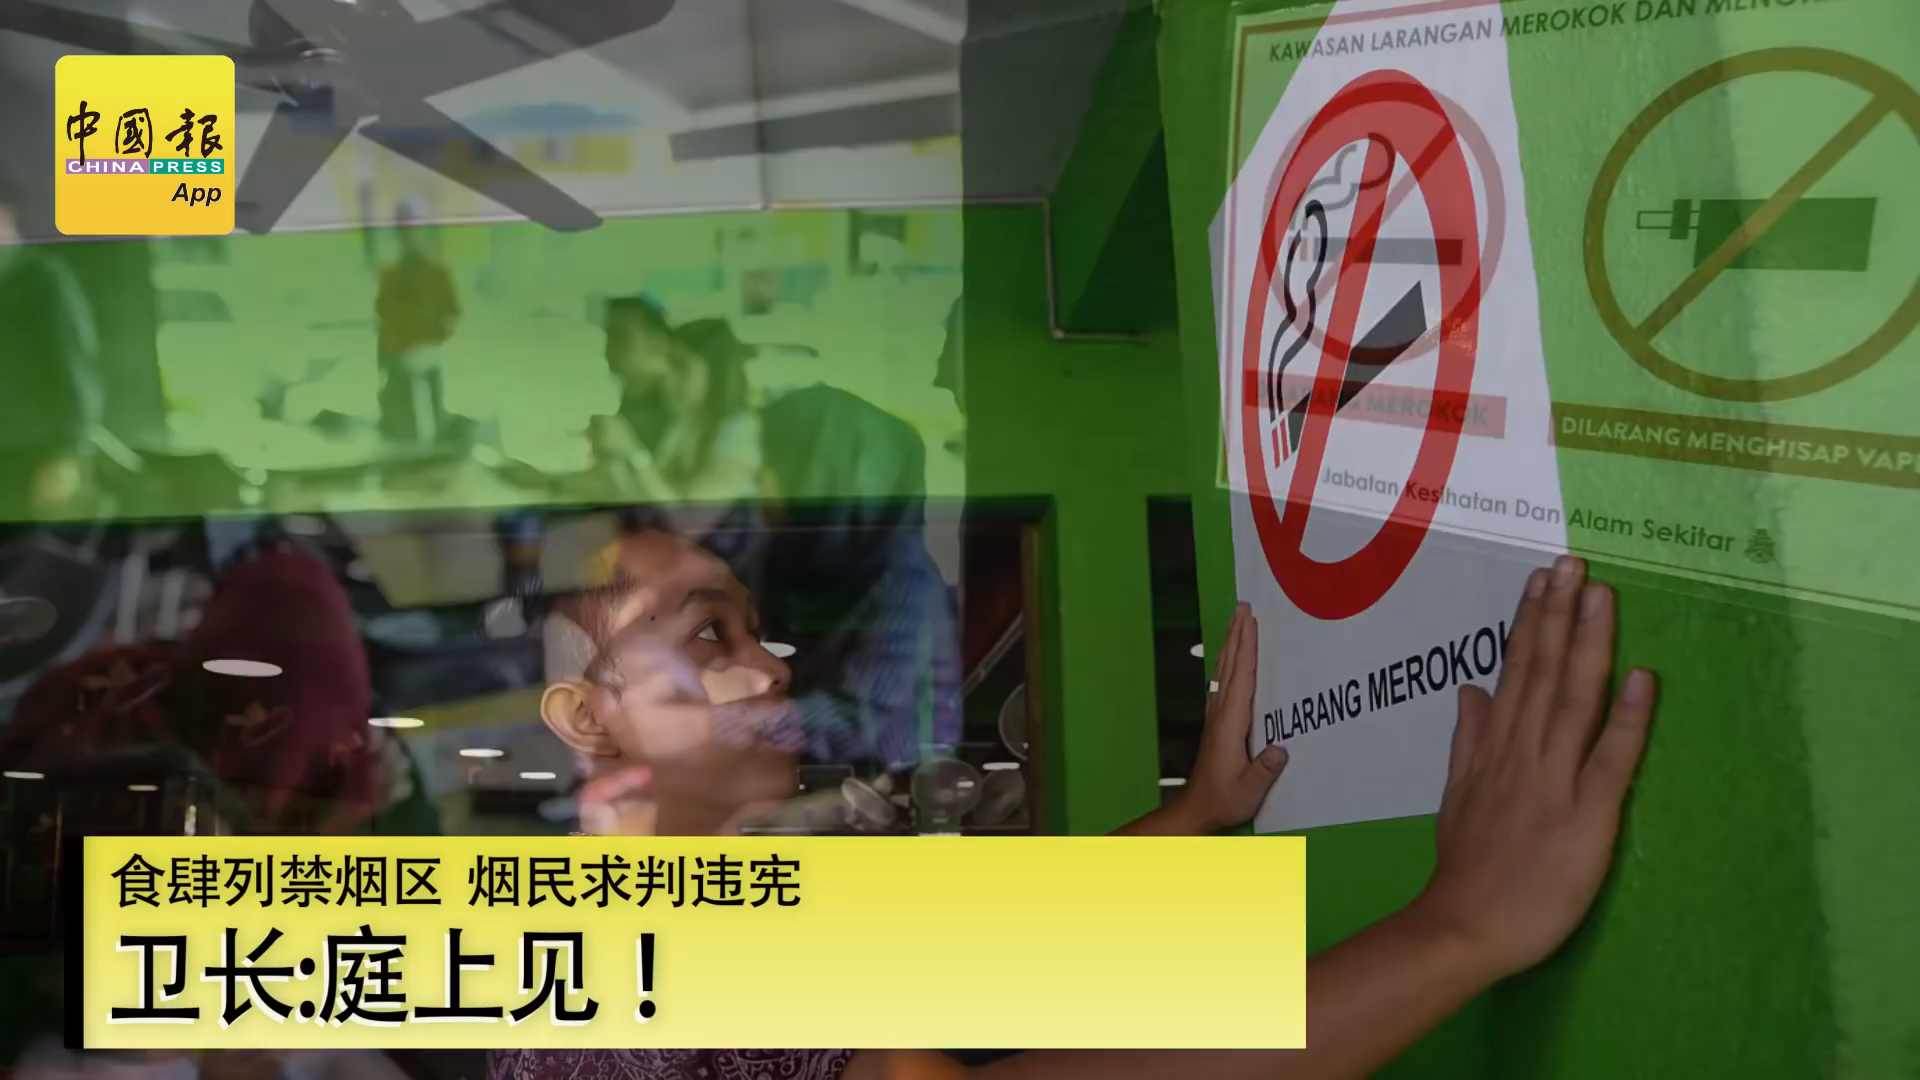 中國報
CHINA PRESS
App
KAWASAN LARANGAN MEROKOK DAN
MEROKOK
DILARANG MENGHISAP VAPE
Jabatan Kesihatan Dan Alam Sekitar
DILARANG MEROKOK
食肆列禁烟区 烟民求判违宪
卫长:庭上见！